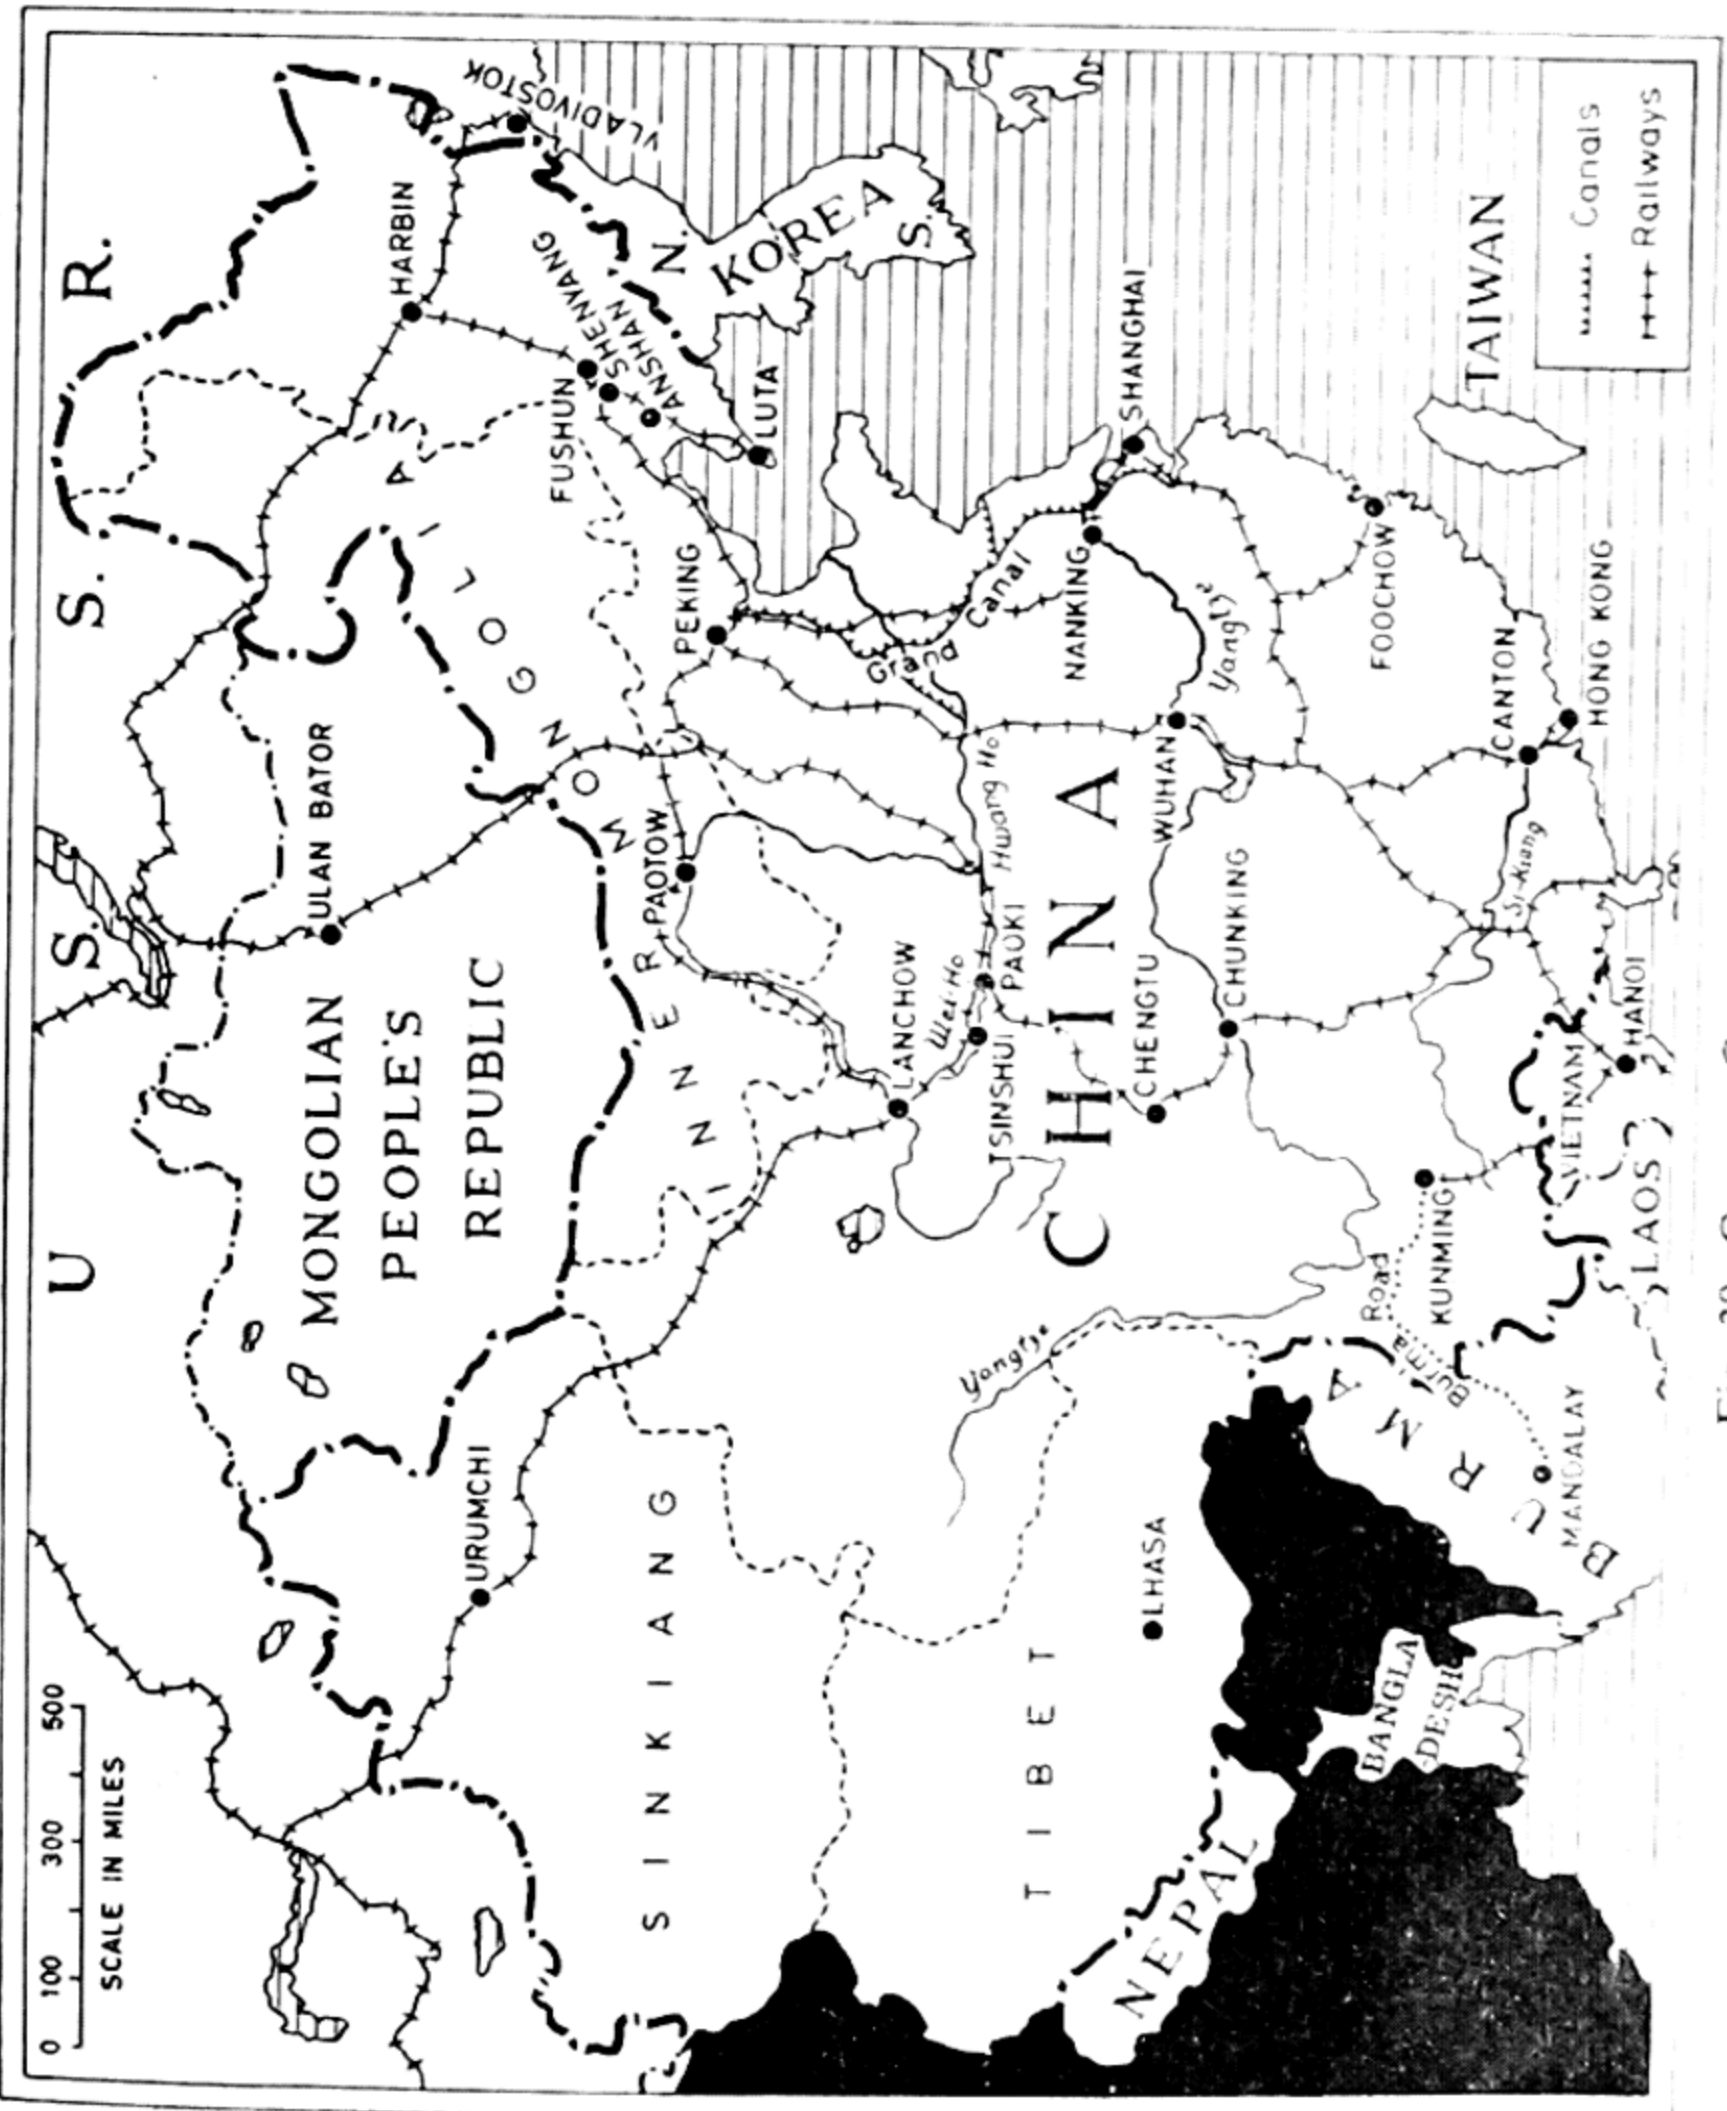 U. S. S. R.
0 100 300 500
SCALE IN MILES
MONGOLIAN
PEOPLE'S
REPUBLIC
ULAN BATOR
HARBIN
VLADIVOSTOK
URUMCHI
INNER MONGOLIA
FUSHUN
SHENYANG
ANSHAN
N.
KOREA
S.
LUTA
PEKING
PAOTOW
SINKIANG
LANCHOW
Wei-Ho
TSINSHUI
PAOKI
Huwang Ho
Grand Canal
NANKING
SHANGHAI
CHINA
Yangtse
TIBET
LHASA
CHENGTU
CHUNKING
WUHAN
Yangtse
FOOCHOW
TAIWAN
NEPAL
BANGLA
DESH
BURMA
Burma Road
MANDALAY
KUNMING
Si-Kiang
CANTON
HONG KONG
VIETNAM
HANOI
LAOS
Canals
Railways